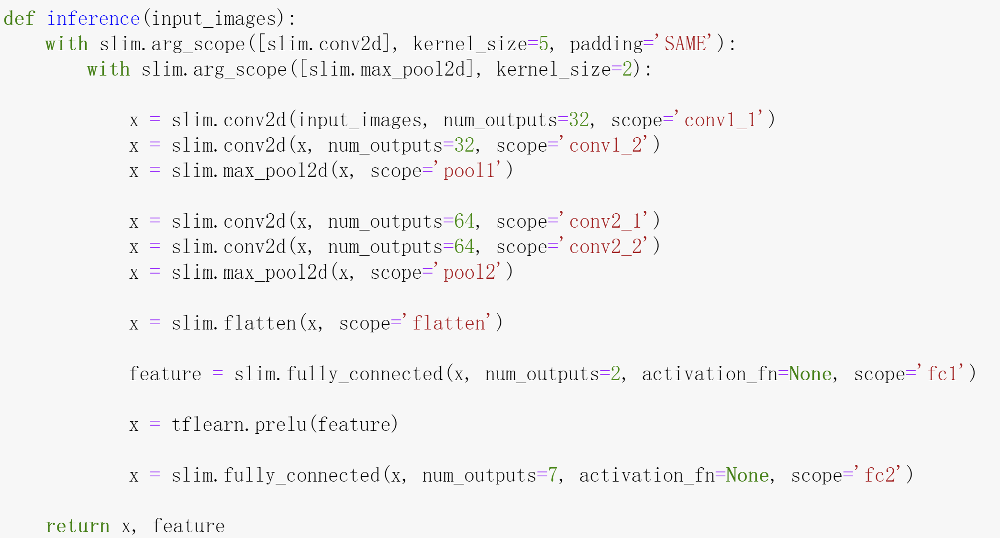 def inference(input_images):
    with slim.arg_scope([slim.conv2d], kernel_size=5, padding='SAME'):
        with slim.arg_scope([slim.max_pool2d], kernel_size=2):
            x = slim.conv2d(input_images, num_outputs=32, scope='conv1_1')
            x = slim.conv2d(x, num_outputs=32, scope='conv1_2')
            x = slim.max_pool2d(x, scope='pool1')
            x = slim.conv2d(x, num_outputs=64, scope='conv2_1')
            x = slim.conv2d(x, num_outputs=64, scope='conv2_2')
            x = slim.max_pool2d(x, scope='pool2')
            x = slim.flatten(x, scope='flatten')
            feature = slim.fully_connected(x, num_outputs=2, activation_fn=None, scope='fc1')
            x = tflearn.prelu(feature)
            x = slim.fully_connected(x, num_outputs=7, activation_fn=None, scope='fc2')
    return x, feature